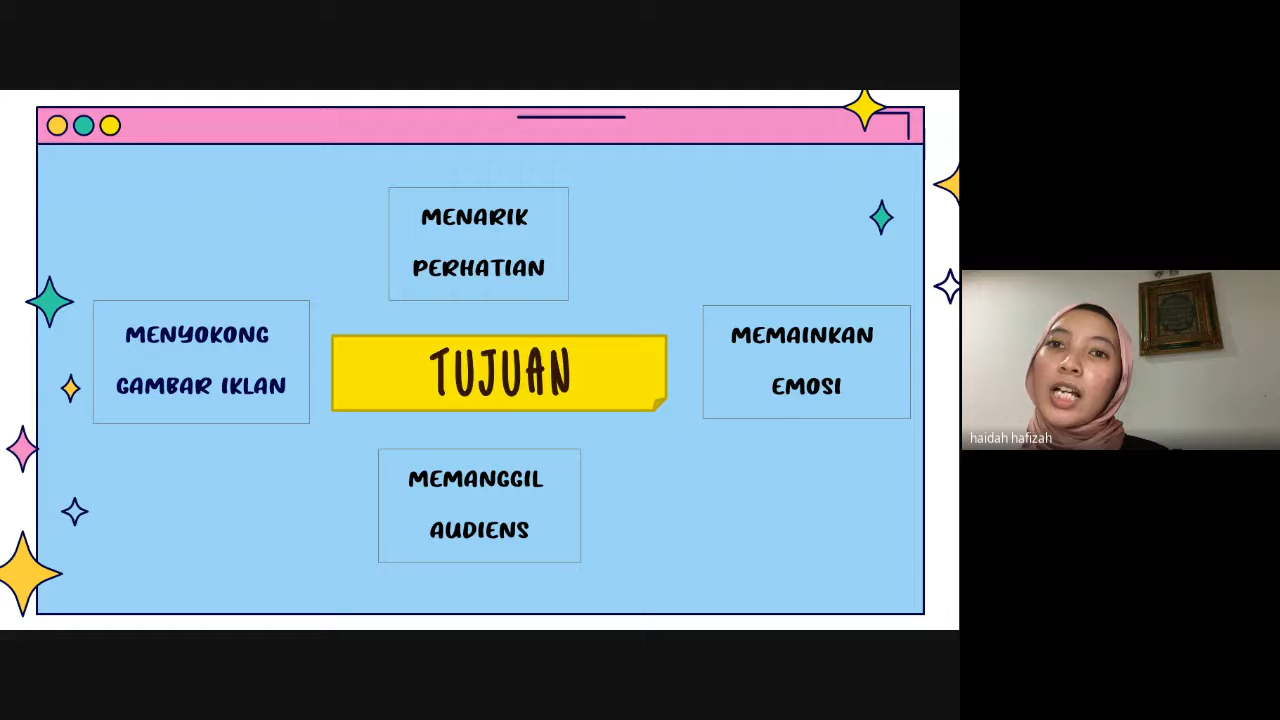 MENARIK
PERHATIAN
MENYOKONG
GAMBAR IKLAN
TUJUAN
MEMAINKAN
EMOSI
MEMANGGIL
AUDIENS
haidah hafizah